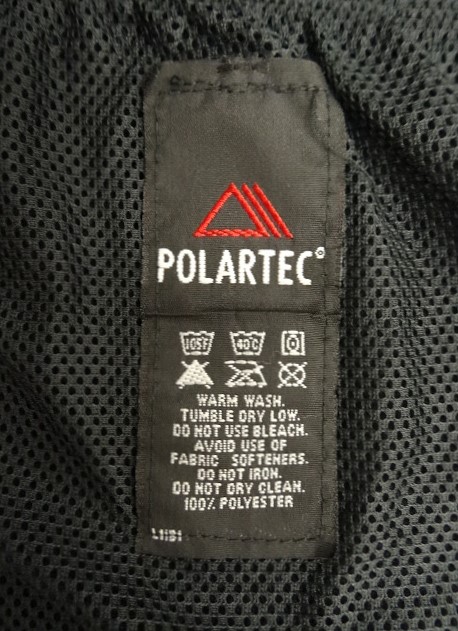 POLARTEC®
105F 40C
WARM WASH.
TUMBLE DRY LOW.
DO NOT USE BLEACH.
AVOID USE OF
FABRIC SOFTENERS.
DO NOT IRON.
DO NOT DRY CLEAN.
100% POLYESTER